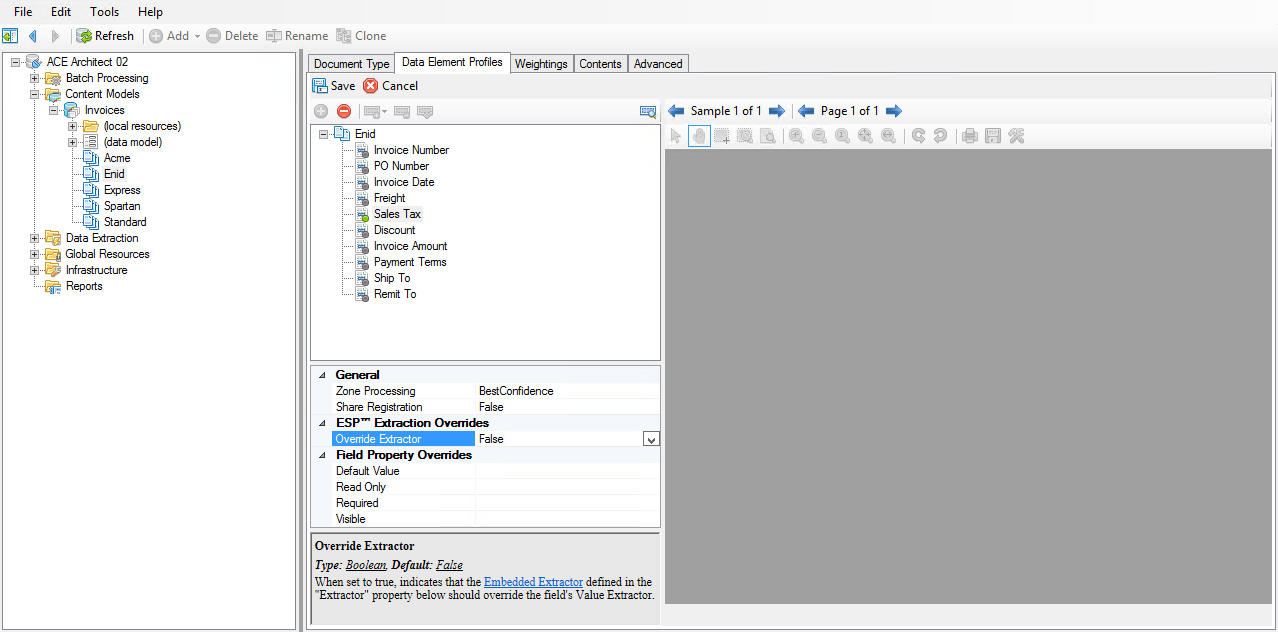 File Edit Tools Help
Refresh Add Delete Rename Clone
ACE Architect 02
Batch Processing
Content Models
Invoices
(local resources)
(data model)
Acme
Enid
Express
Spartan
Standard
Data Extraction
Global Resources
Infrastructure
Reports
Document Type Data Element Profiles Weightings Contents Advanced
Save Cancel
Enid
Invoice Number
PO Number
Invoice Date
Freight
Sales Tax
Discount
Invoice Amount
Payment Terms
Ship To
Remit To
General
Zone Processing BestConfidence
Share Registration False
ESP™ Extraction Overrides
Override Extractor False
Field Property Overrides
Default Value
Read Only
Required
Visible
Override Extractor
Type: Boolean, Default: False
When set to true, indicates that the Embedded Extractor defined in the
"Extractor" property below should override the field's Value Extractor.
Sample 1 of 1 Page 1 of 1